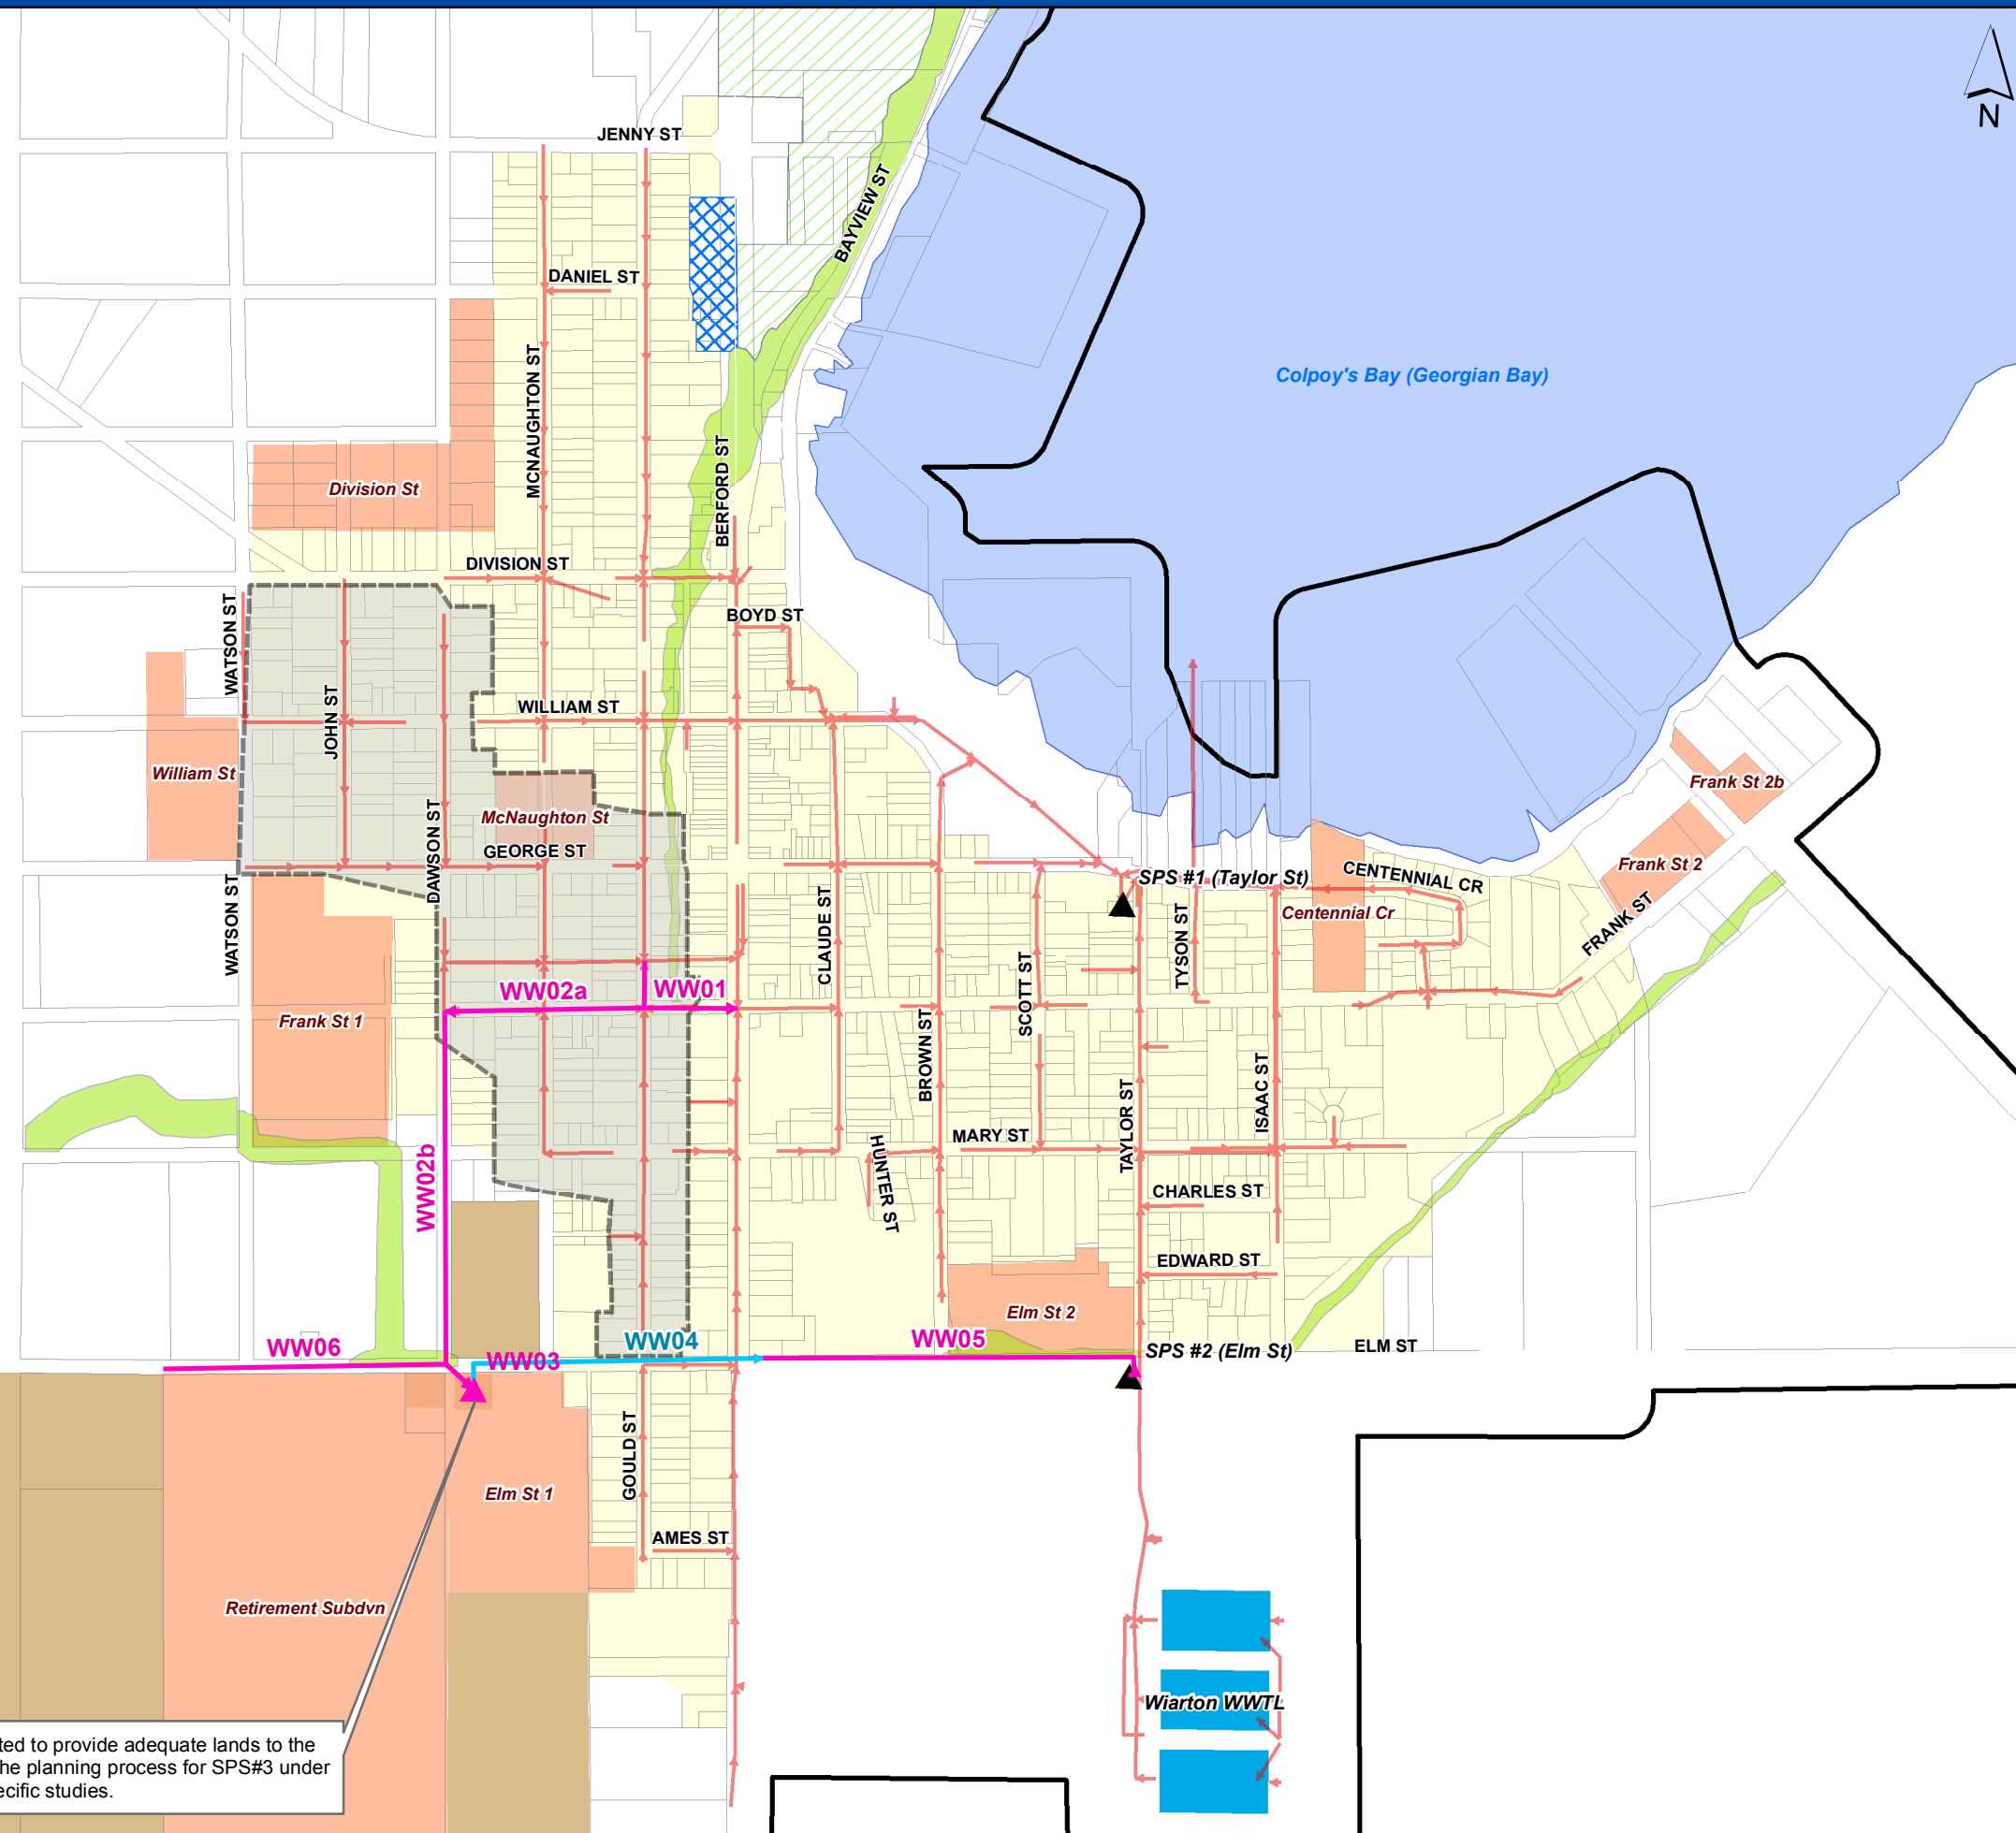 N
JENNY ST
BAYVIEW ST
DANIEL ST
MCNAUGHTON ST
Colpoy's Bay (Georgian Bay)
BERFORD ST
Division St
DIVISION ST
WATSON ST
BOYD ST
JOHN ST
WILLIAM ST
William St
Frank St 2b
DAWSON ST
McNaughton St
GEORGE ST
SPS #1 (Taylor St)
CENTENNIAL CR
Frank St 2
WATSON ST
CLAUDE ST
TYSON ST
Centennial Cr
FRANK ST
SCOTT ST
WW02a
WW01
Frank St 1
BROWN ST
ISAAC ST
TAYLOR ST
MARY ST
HUNTER ST
WW02b
CHARLES ST
EDWARD ST
Elm St 2
WW06
WW03
WW04
WW05
SPS #2 (Elm St)
ELM ST
GOULD ST
Elm St 1
AMES ST
Retirement Subdvn
Wiarton WWTL
ted to provide adequate lands to the
he planning process for SPS#3 under
ecific studies.